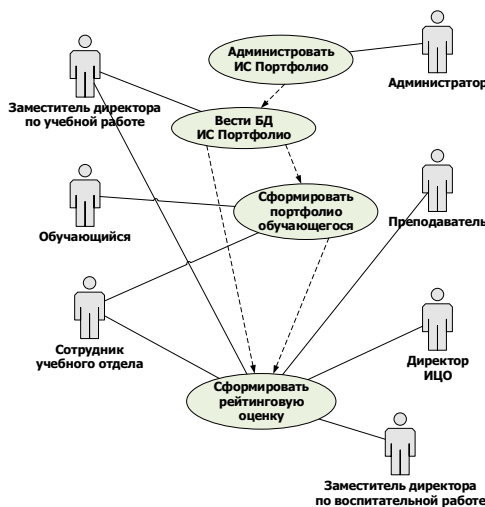 Администровать
ИС Портфолио
Администратор
Заместитель директора
по учебной работе
Вести БД
ИС Портфолио
Сформировать
портфолио
обучающегося
Обучающийся
Преподаватель
Сотрудник
учебного отдела
Директор
ИЦО
Сформировать
рейтинговую
оценку
Заместитель директора
по воспитательной работе